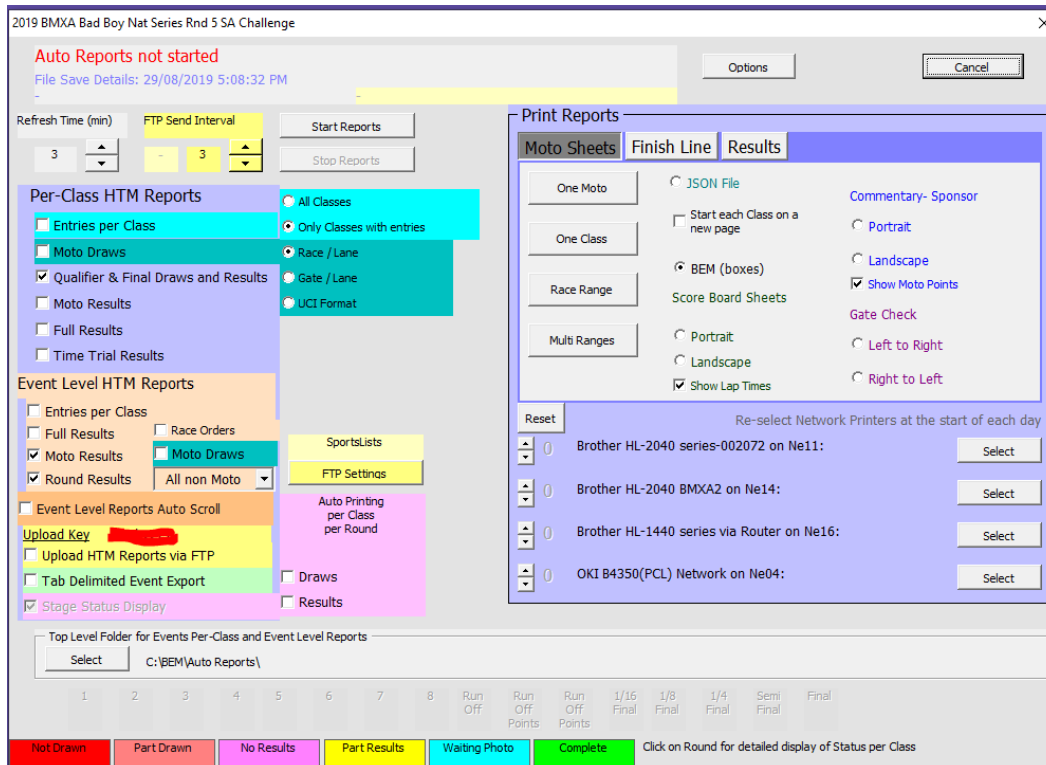 2019 BMXA Bad Boy Nat Series Rnd 5 SA Challenge
Auto Reports not started
File Save Details: 29/08/2019 5:08:32 PM
-
-
Options
Cancel
Refresh Time (min)
FTP Send Interval
3
-
3
Start Reports
Stop Reports
Per-Class HTM Reports
Entries per Class
Moto Draws
Qualifier & Final Draws and Results
Moto Results
Full Results
Time Trial Results
All Classes
Only Classes with entries
Race / Lane
Gate / Lane
UCI Format
Event Level HTM Reports
Entries per Class
Full Results
Race Orders
Moto Results
Moto Draws
Round Results
All non Moto
Event Level Reports Auto Scroll
Upload Key
Upload HTM Reports via FTP
Tab Delimited Event Export
Stage Status Display
SportsLists
FTP Settings
Auto Printing
per Class
per Round
Draws
Results
Print Reports
Moto Sheets
Finish Line
Results
One Moto
One Class
Race Range
Multi Ranges
JSON File
Start each Class on a
new page
BEM (boxes)
Score Board Sheets
Portrait
Landscape
Show Lap Times
Commentary- Sponsor
Portrait
Landscape
Show Moto Points
Gate Check
Left to Right
Right to Left
Reset
Re-select Network Printers at the start of each day
0 Brother HL-2040 series-002072 on Ne11: Select
0 Brother HL-2040 BMXA2 on Ne14: Select
0 Brother HL-1440 series via Router on Ne16: Select
0 OKI B4350(PCL) Network on Ne04: Select
Top Level Folder for Events Per-Class and Event Level Reports
Select
C:\BEM\Auto Reports\
1 2 3 4 5 6 7 8 Run Run Run 1/16 1/8 1/4 Semi Final
Off Off Off Final Final Final Final
Points Points
Not Drawn
Part Drawn
No Results
Part Results
Waiting Photo
Complete
Click on Round for detailed display of Status per Class